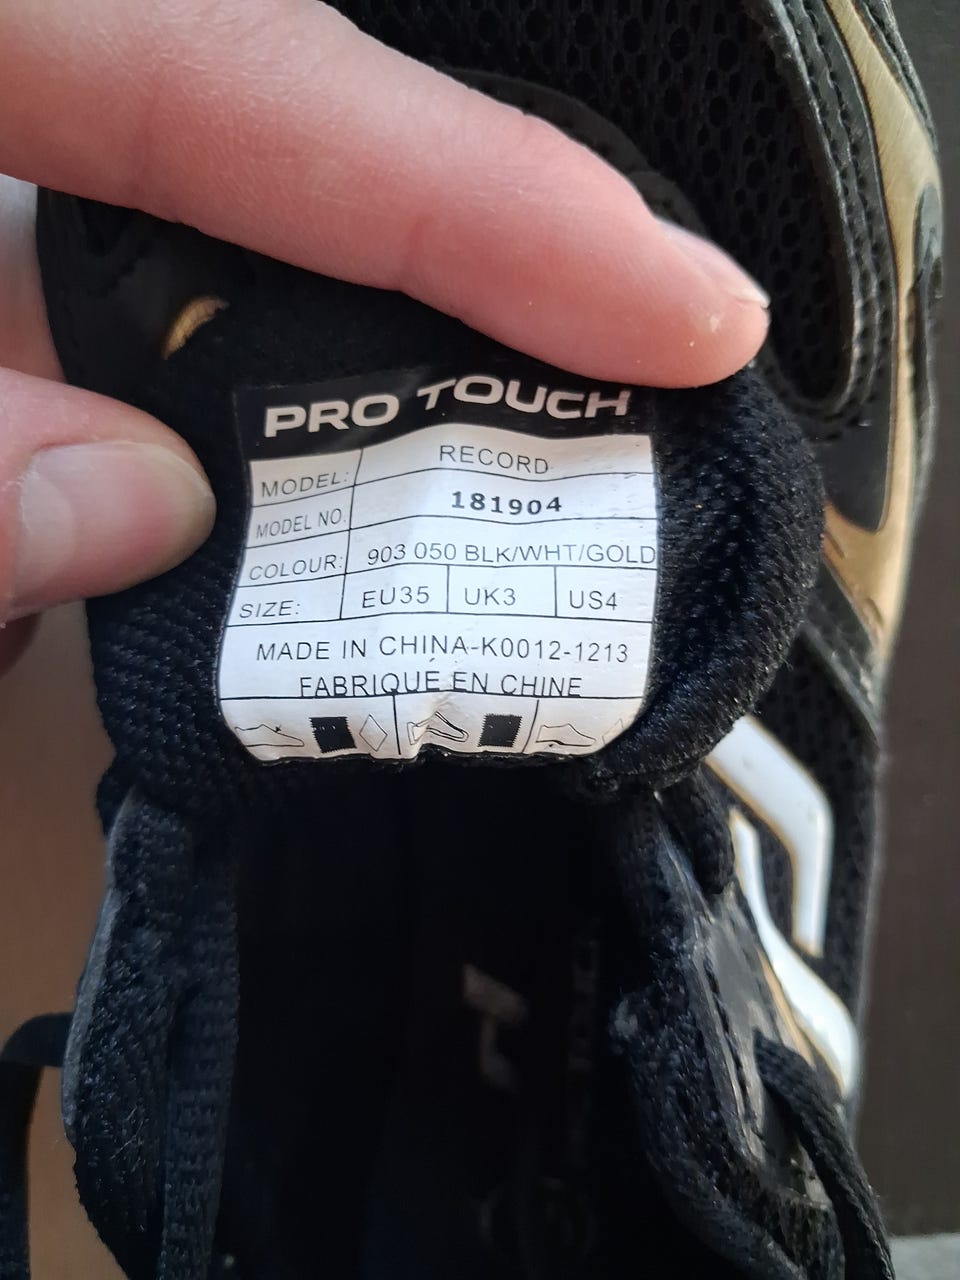 PRO TOUCH
MODEL: RECORD
MODEL NO. 181904
COLOUR: 903 050 BLK/WHT/GOLD
SIZE: EU35 UK3 US4
MADE IN CHINA-K0012-1213
FABRIQUÉ EN CHINE